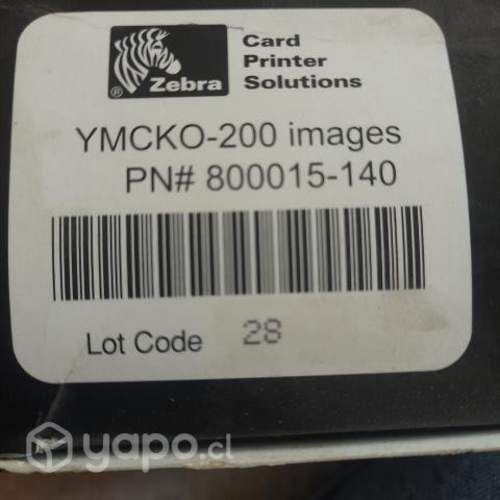 Card
Printer
Solutions
® Zebra
YMCKO-200 images
PN# 800015-140
Lot Code 28
yapo.cl